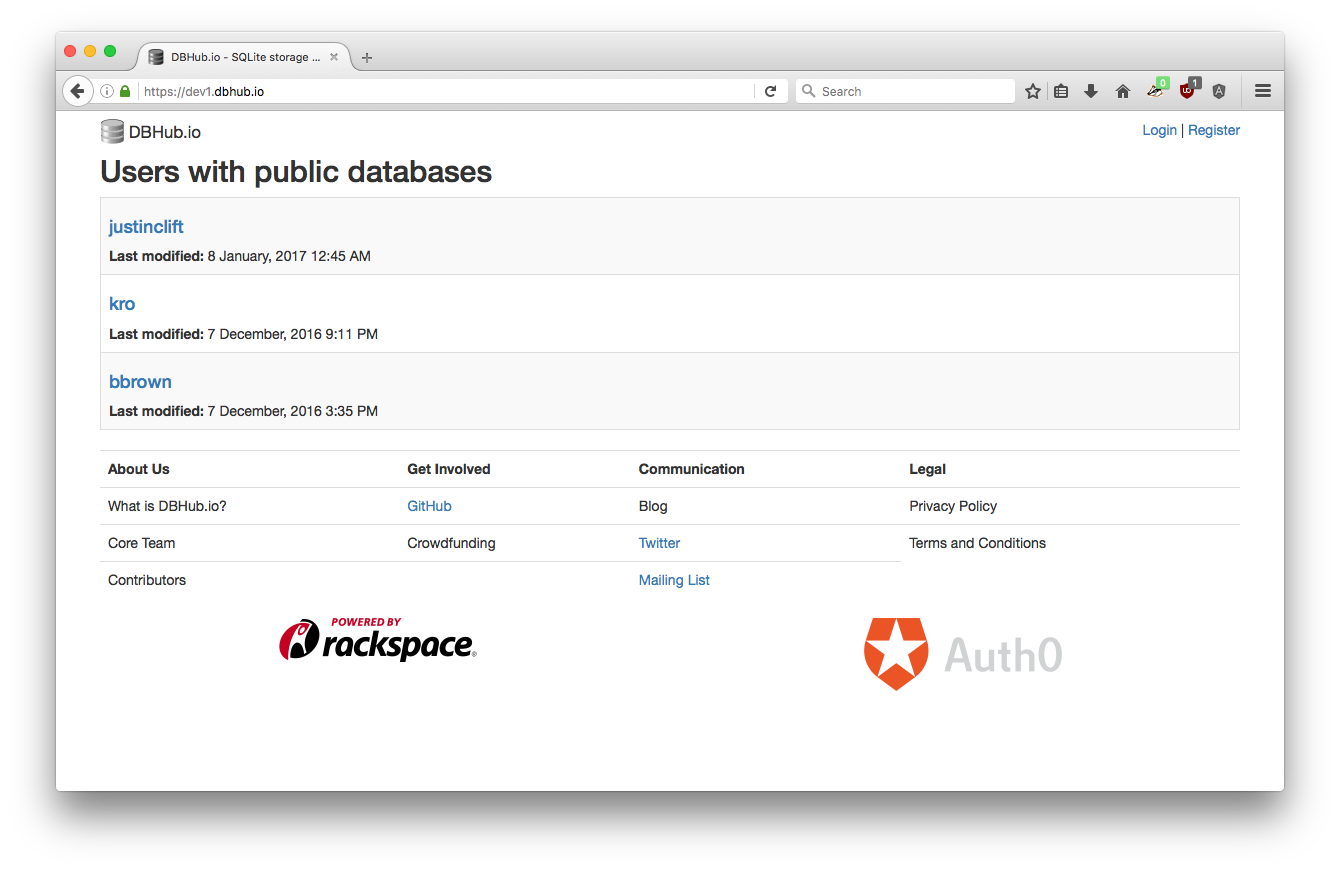 DBHub.io - SQLite storage ...
https://dev1.dbhub.io
Search
0
1
DBHub.io
Login | Register
Users with public databases
justinclift
Last modified: 8 January, 2017 12:45 AM
kro
Last modified: 7 December, 2016 9:11 PM
bbrown
Last modified: 7 December, 2016 3:35 PM
About Us Get Involved Communication Legal
What is DBHub.io? GitHub Blog Privacy Policy
Core Team Crowdfunding Twitter Terms and Conditions
Contributors Mailing List
POWERED BY
rackspace®
Auth0